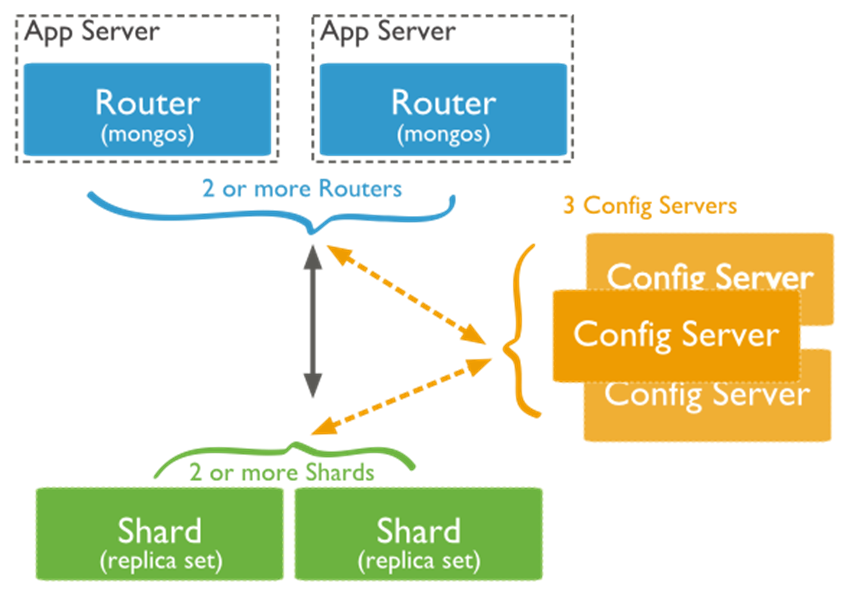 App Server
Router
(mongos)
App Server
Router
(mongos)
2 or more Routers
3 Config Servers
Config Server
Config Server
Config Server
2 or more Shards
Shard
(replica set)
Shard
(replica set)